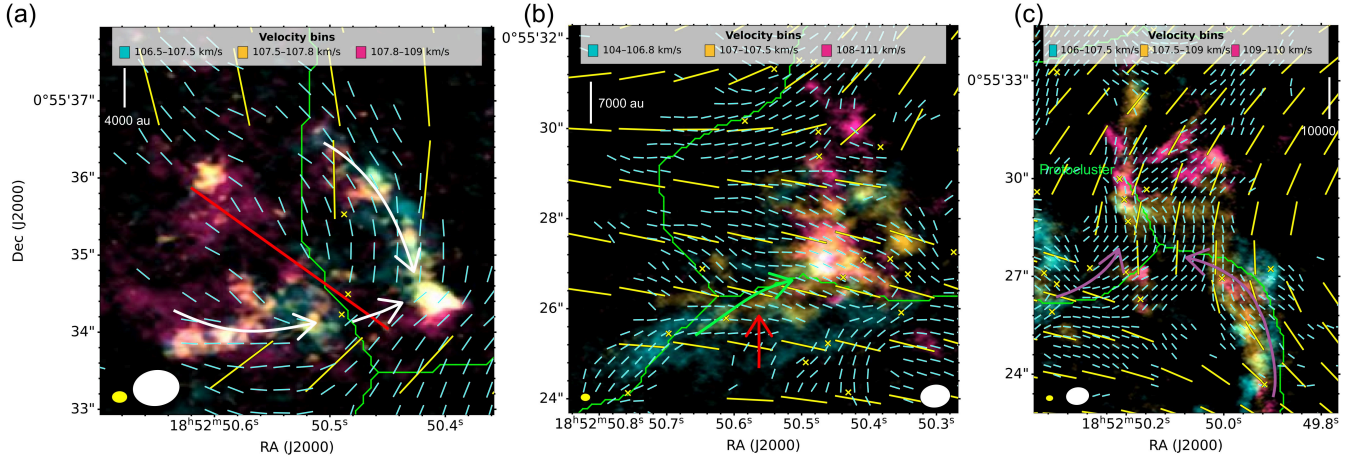 (a)
Velocity bins
106.5–107.5 km/s 107.5–107.8 km/s 107.8–109 km/s
4000 au
0°55'37"
36"
35"
34"
33"
Dec (J2000)
18ʰ52ᵐ50.6ˢ 50.5ˢ 50.4ˢ
RA (J2000)
(b)
Velocity bins
104–106.8 km/s 107–107.5 km/s 108–111 km/s
7000 au
0°55'32"
30"
28"
26"
24"
18ʰ52ᵐ50.8ˢ 50.7ˢ 50.6ˢ 50.5ˢ 50.4ˢ 50.3ˢ
RA (J2000)
(c)
Velocity bins
106–107.5 km/s 107.5–109 km/s 109–110 km/s
10000
Protocluster
0°55'33"
30"
27"
24"
18ʰ52ᵐ50.2ˢ 50.0ˢ 49.8ˢ
RA (J2000)